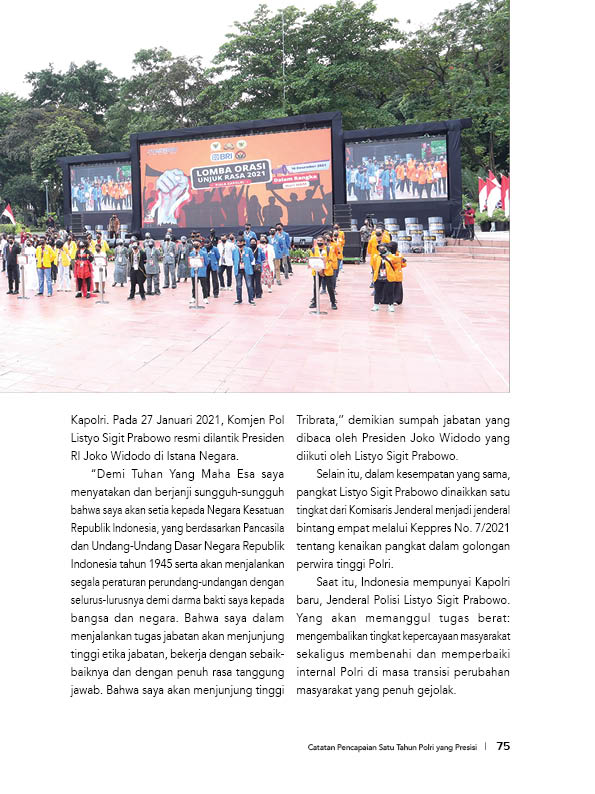 BRI
LOMBA ORASI
UNJUK RASA 2021
10 Desember 2021
Dalam Rangka
Kapolri. Pada 27 Januari 2021, Komjen Pol
Listyo Sigit Prabowo resmi dilantik Presiden
RI Joko Widodo di Istana Negara.
“Demi Tuhan Yang Maha Esa saya
menyatakan dan berjanji sungguh-sungguh
bahwa saya akan setia kepada Negara Kesatuan
Republik Indonesia, yang berdasarkan Pancasila
dan Undang-Undang Dasar Negara Republik
Indonesia tahun 1945 serta akan menjalankan
segala peraturan perundang-undangan dengan
selurus-lurusnya demi darma bakti saya kepada
bangsa dan negara. Bahwa saya dalam
menjalankan tugas jabatan akan menjunjung
tinggi etika jabatan, bekerja dengan sebaik-
baiknya dan dengan penuh rasa tanggung
jawab. Bahwa saya akan menjunjung tinggi
Tribrata,” demikian sumpah jabatan yang
dibaca oleh Presiden Joko Widodo yang
diikuti oleh Listyo Sigit Prabowo.
Selain itu, dalam kesempatan yang sama,
pangkat Listyo Sigit Prabowo dinaikkan satu
tingkat dari Komisaris Jenderal menjadi jenderal
bintang empat melalui Keppres No. 7/2021
tentang kenaikan pangkat dalam golongan
perwira tinggi Polri.
Saat itu, Indonesia mempunyai Kapolri
baru, Jenderal Polisi Listyo Sigit Prabowo.
Yang akan memanggul tugas berat:
mengembalikan tingkat kepercayaan masyarakat
sekaligus membenahi dan memperbaiki
internal Polri di masa transisi perubahan
masyarakat yang penuh gejolak.
Catatan Pencapaian Satu Tahun Polri yang Presisi | 75